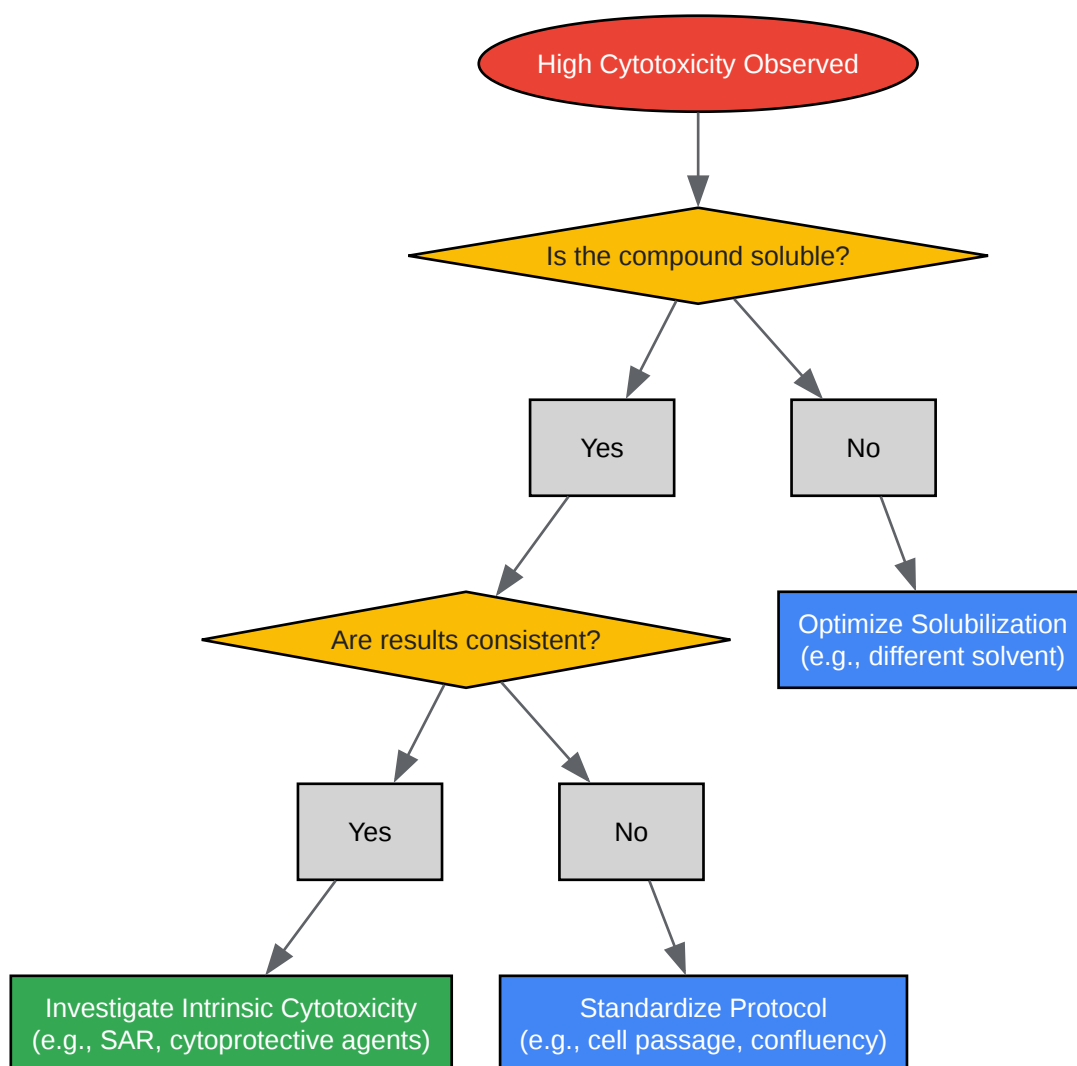 High Cytotoxicity Observed
Is the compound soluble?
Yes
No
Are results consistent?
Optimize Solubilization
(e.g., different solvent)
Yes
No
Investigate Intrinsic Cytotoxicity
(e.g., SAR, cytoprotective agents)
Standardize Protocol
(e.g., cell passage, confluency)